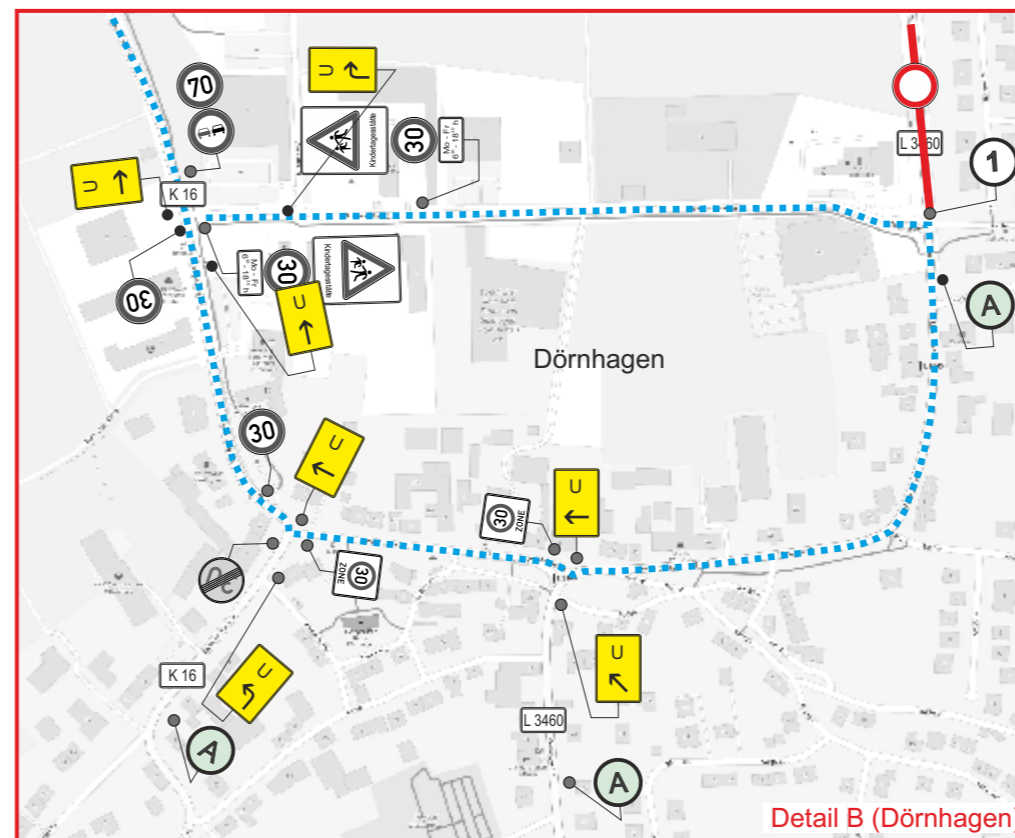 70
U
Kindertagesstätte
30
Mo - Fr
6°° - 18°° h
L 3460
1
U
K 16
30
Mo - Fr
6°° - 18°° h
30
Kindertagesstätte
U
A
Dörnhagen
30
U
30
ZONE
U
30
ZONE
K 16
U
U
A
L 3460
A
Detail B (Dörnhagen)